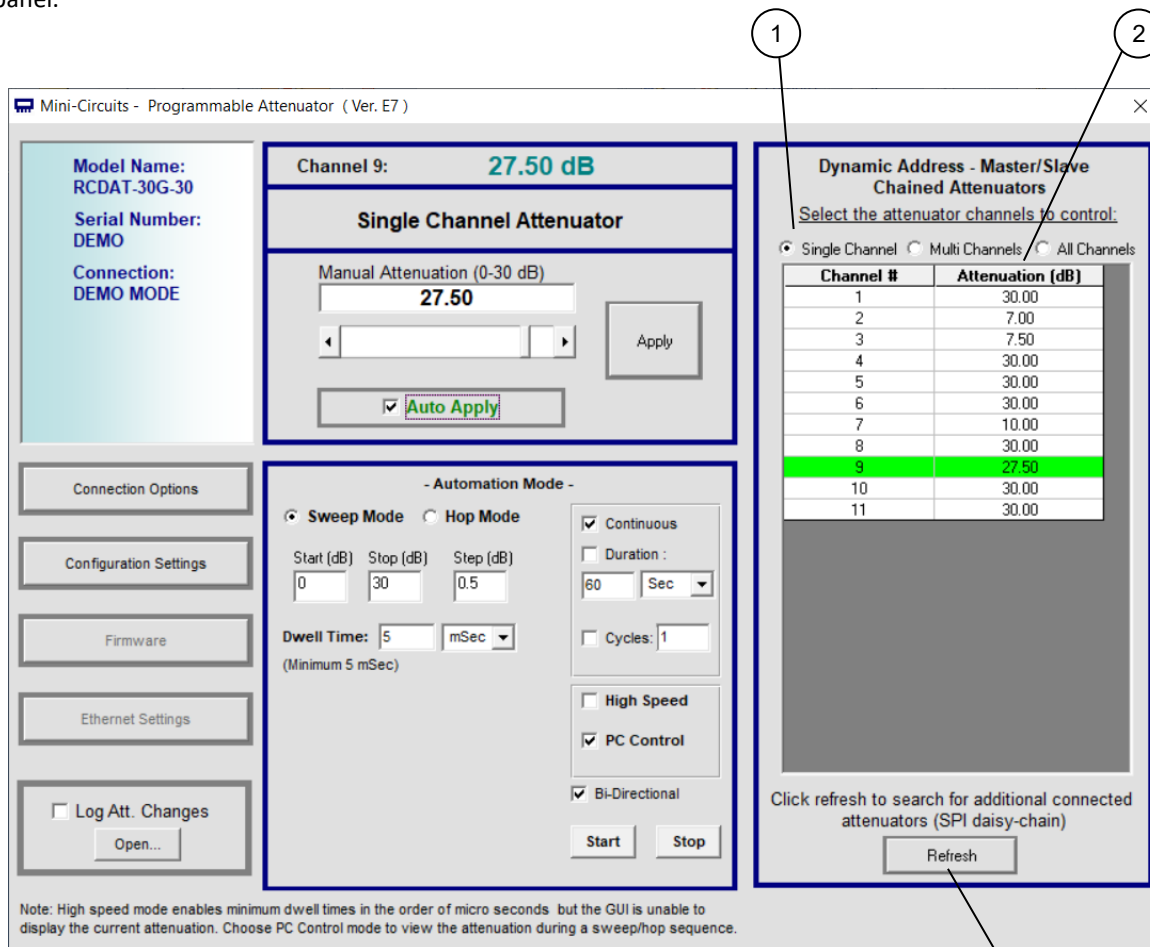 panel.
1
2
Mini-Circuits - Programmable Attenuator ( Ver. E7 )
Model Name:
RCDAT-30G-30
Serial Number:
DEMO
Connection:
DEMO MODE
Channel 9: 27.50 dB
Single Channel Attenuator
Manual Attenuation (0-30 dB)
27.50
Apply
Auto Apply
Connection Options
Configuration Settings
Firmware
Ethernet Settings
Log Att. Changes
Open...
- Automation Mode -
Sweep Mode Hop Mode
Start (dB) Stop (dB) Step (dB)
0 30 0.5
Dwell Time: 5 mSec
(Minimum 5 mSec)
Continuous
Duration :
60 Sec
Cycles: 1
High Speed
PC Control
Bi-Directional
Start Stop
Dynamic Address - Master/Slave
Chained Attenuators
Select the attenuator channels to control:
Single Channel Multi Channels All Channels
Channel # Attenuation (dB)
1 30.00
2 7.00
3 7.50
4 30.00
5 30.00
6 30.00
7 10.00
8 30.00
9 27.50
10 30.00
11 30.00
Click refresh to search for additional connected
attenuators (SPI daisy-chain)
Refresh
Note: High speed mode enables minimum dwell times in the order of micro seconds but the GUI is unable to
display the current attenuation. Choose PC Control mode to view the attenuation during a sweep/hop sequence.